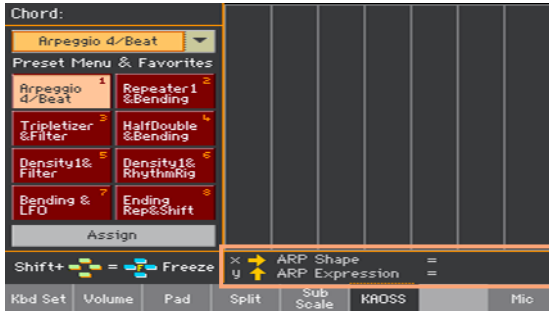 Chord:
Arpeggio 4/Beat
Preset Menu & Favorites
Arpeggio 1
4/Beat
Repeater1 2
&Bending
Tripletizer 3
&Filter
HalfDouble 4
&Bending
Density1& 5
Filter
Density1& 6
RhythmRig
Bending & 7
LFO
Ending 8
Rep&Shift
Assign
Shift+ = F Freeze
x ARP Shape =
y ARP Expression =
Kbd Set
Volume
Pad
Split
Sub
Scale
KAOSS
Mic